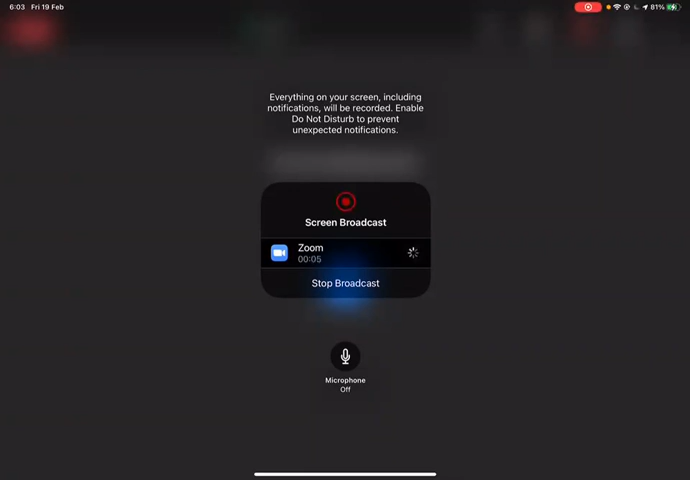 6:03 Fri 19 Feb 81%
Everything on your screen, including
notifications, will be recorded. Enable
Do Not Disturb to prevent
unexpected notifications.
Screen Broadcast
Zoom
00:05
Stop Broadcast
Microphone
Off